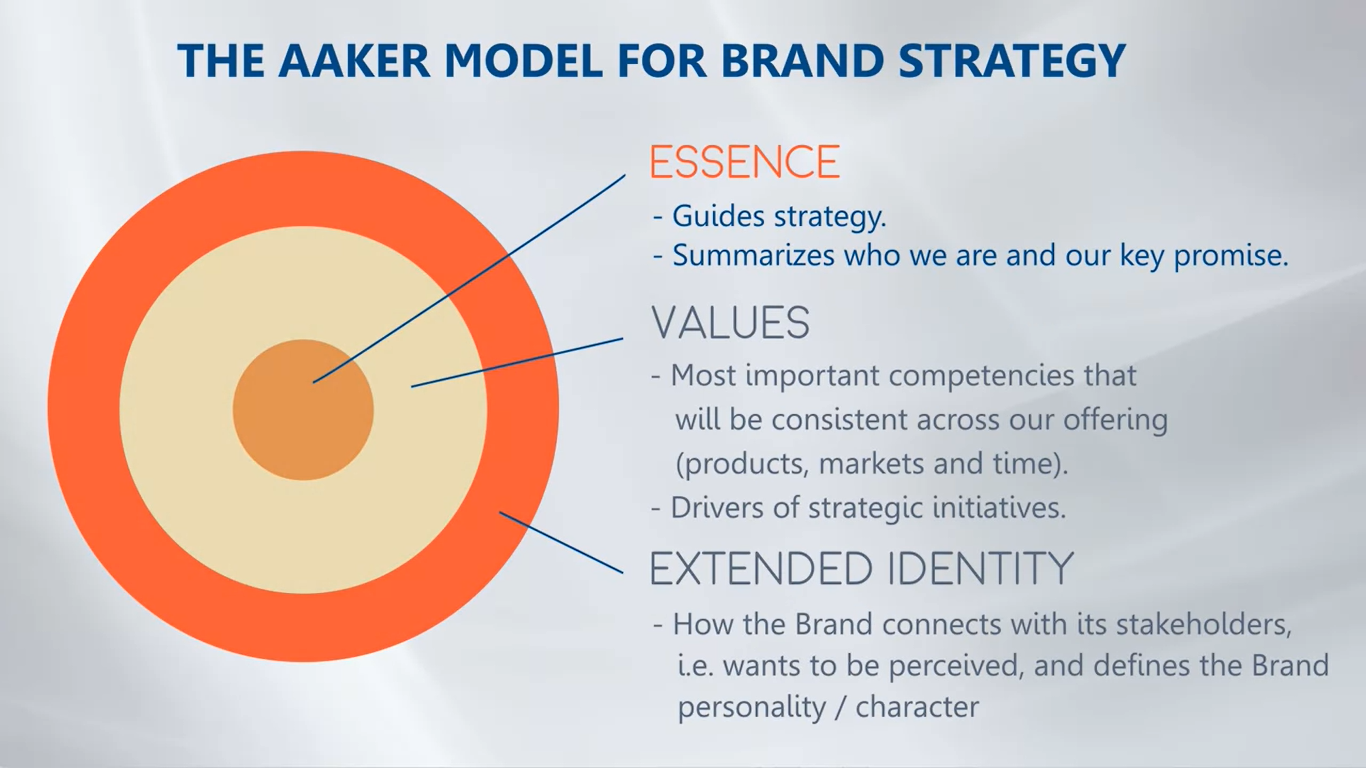 THE AAKER MODEL FOR BRAND STRATEGY
ESSENCE
- Guides strategy.
- Summarizes who we are and our key promise.
VALUES
- Most important competencies that
will be consistent across our offering
(products, markets and time).
- Drivers of strategic initiatives.
EXTENDED IDENTITY
- How the Brand connects with its stakeholders,
i.e. wants to be perceived, and defines the Brand
personality / character